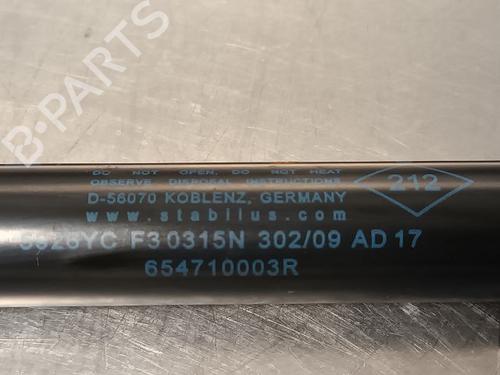 DO NOT OPEN, DO NOT HEAT
OBSERVE DISPOSAL INSTRUCTIONS
D-56070 KOBLENZ, GERMANY
www.stabilus.com
212
F3 0315N 302/09 AD 17
654710003R
B-PARTS